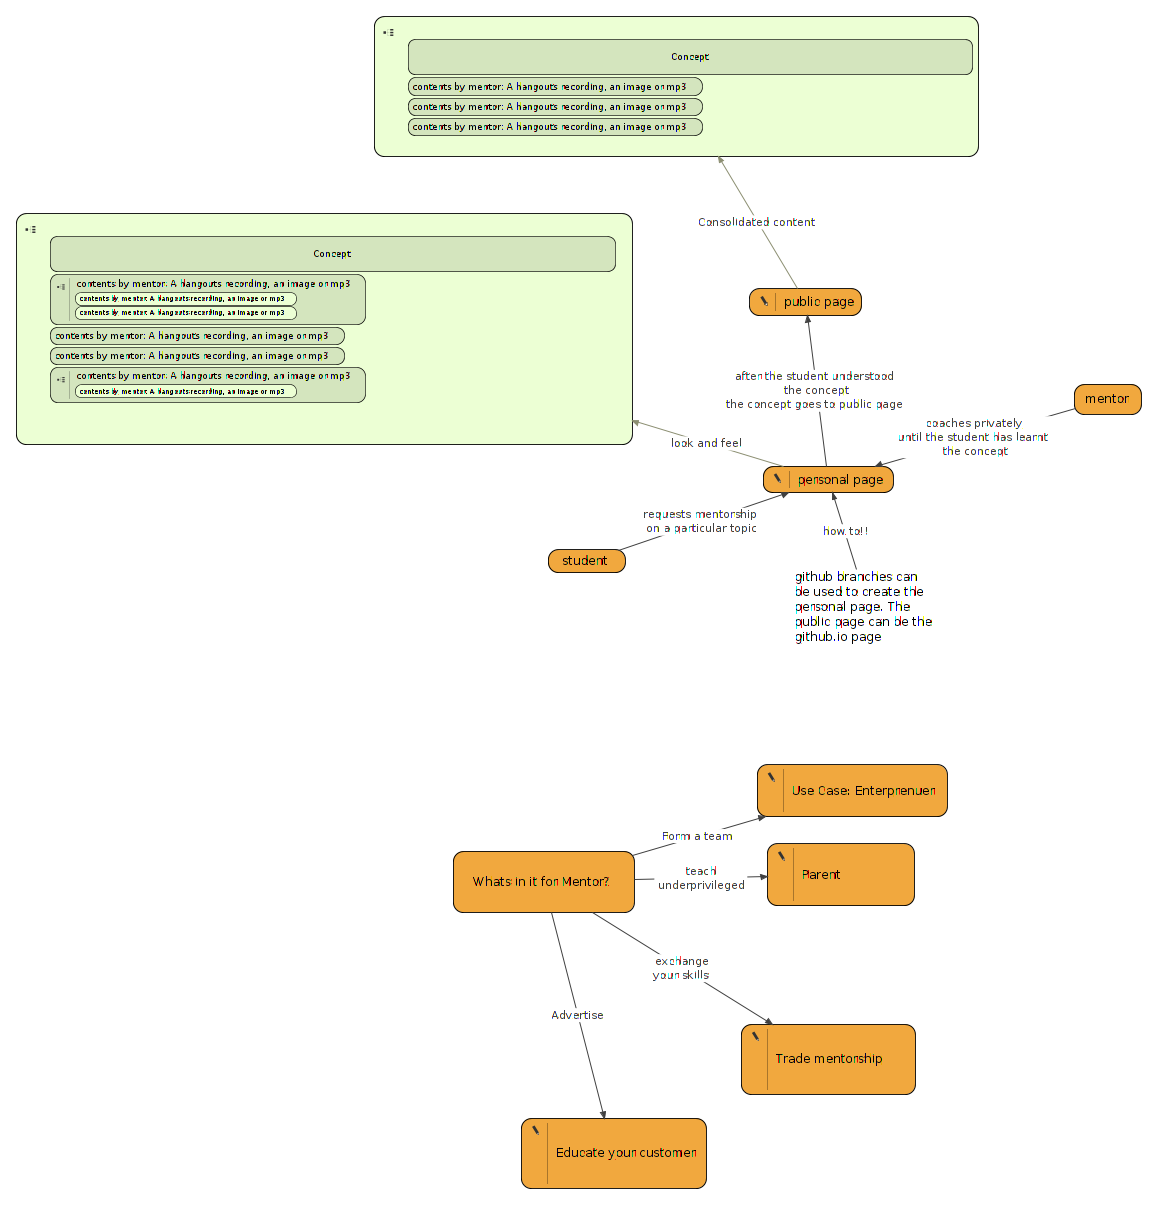 Concept
contents by mentor: A hangouts recording, an image or mp3
contents by mentor: A hangouts recording, an image or mp3
contents by mentor: A hangouts recording, an image or mp3
Consolidated content
Concept
contents by mentor: A hangouts recording, an image or mp3
contents by mentor: A hangouts recording, an image or mp3
contents by mentor: A hangouts recording, an image or mp3
contents by mentor: A hangouts recording, an image or mp3
contents by mentor: A hangouts recording, an image or mp3
contents by mentor: A hangouts recording, an image or mp3
contents by mentor: A hangouts recording, an image or mp3
public page
after the student understood
the concept
the concept goes to public page
mentor
coaches privately
until the student has learnt
the concept
look and feel
personal page
requests mentorship
on a particular topic
how to!!
student
github branches can
be used to create the
personal page. The
public page can be the
github.io page
Use Case: Enterprenuer
Form a team
Whats in it for Mentor?
teach
underprivileged
Parent
exchange
your skills
Advertise
Trade mentorship
Educate your customer